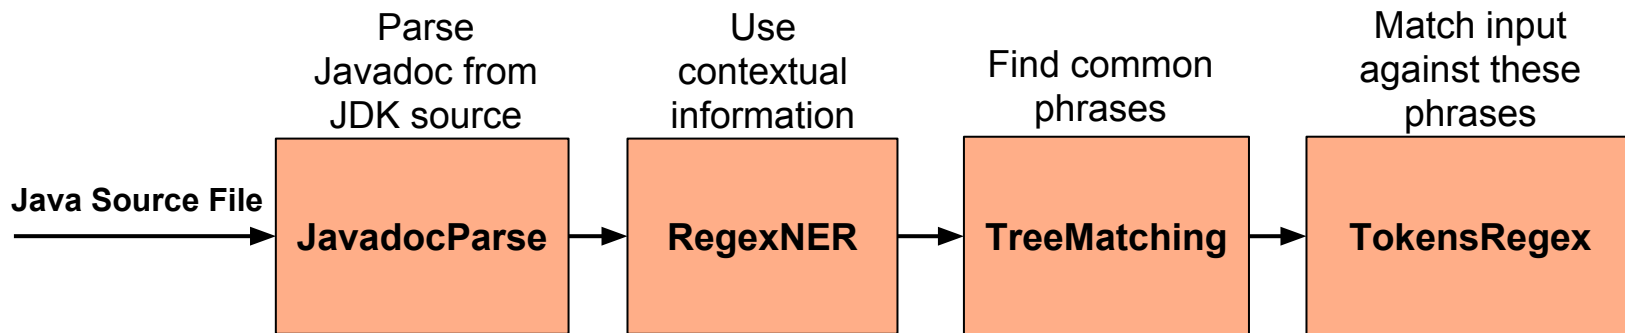 Java Source File
Parse
Javadoc from
JDK source
JavadocParse
Use
contextual
information
RegexNER
Find common
phrases
TreeMatching
Match input
against these
phrases
TokensRegex